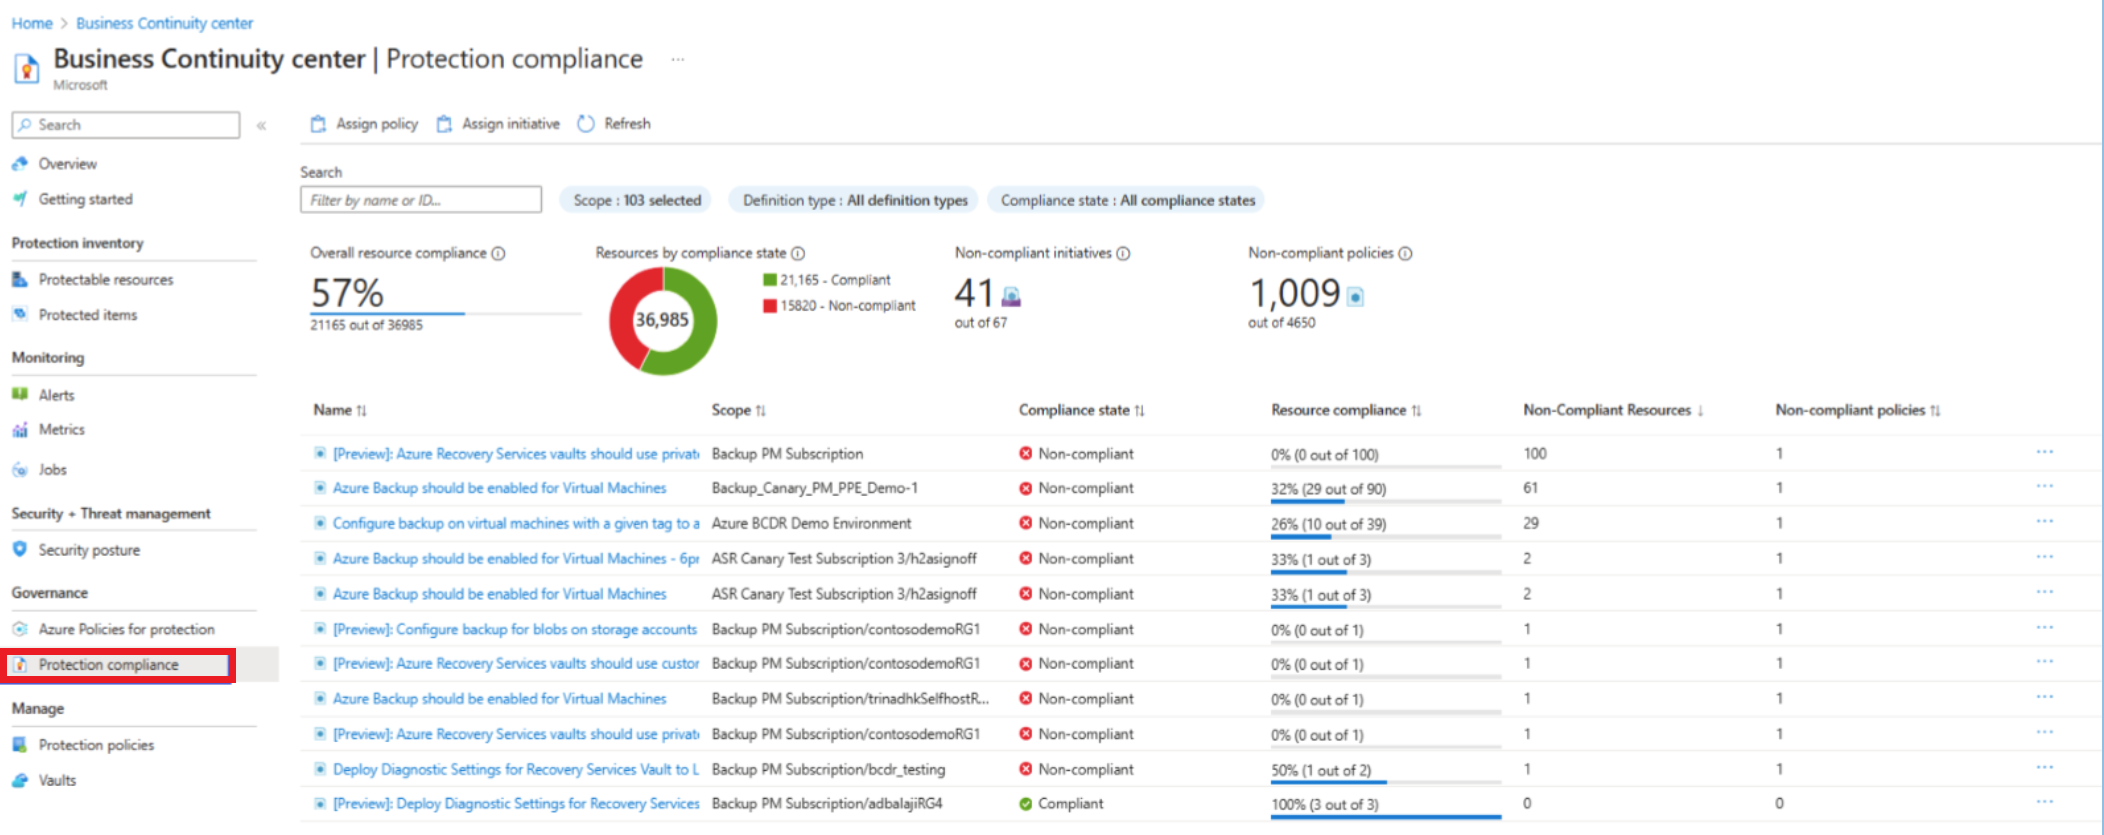 Home > Business Continuity center
Business Continuity center | Protection compliance ...
Microsoft
Search «
Overview
Getting started
Protection inventory
Protectable resources
Protected items
Monitoring
Alerts
Metrics
Jobs
Security + Threat management
Security posture
Governance
Azure Policies for protection
Protection compliance
Manage
Protection policies
Vaults
Assign policy Assign initiative Refresh
Search
Filter by name or ID... Scope : 103 selected Definition type : All definition types Compliance state : All compliance states
Overall resource compliance
57%
21165 out of 36985
Resources by compliance state
36,985
21,165 - Compliant
15820 - Non-compliant
Non-compliant initiatives
41
out of 67
Non-compliant policies
1,009
out of 4650
Name ↑↓ Scope ↑↓ Compliance state ↑↓ Resource compliance ↑↓ Non-Compliant Resources ↓ Non-compliant policies ↑↓
[Preview]: Azure Recovery Services vaults should use privat Backup PM Subscription Non-compliant 0% (0 out of 100) 100 1 ...
Azure Backup should be enabled for Virtual Machines Backup_Canary_PM_PPE_Demo-1 Non-compliant 32% (29 out of 90) 61 1 ...
Configure backup on virtual machines with a given tag to a Azure BCDR Demo Environment Non-compliant 26% (10 out of 39) 29 1 ...
Azure Backup should be enabled for Virtual Machines - 6pr ASR Canary Test Subscription 3/h2asignoff Non-compliant 33% (1 out of 3) 2 1 ...
Azure Backup should be enabled for Virtual Machines ASR Canary Test Subscription 3/h2asignoff Non-compliant 33% (1 out of 3) 2 1 ...
[Preview]: Configure backup for blobs on storage accounts Backup PM Subscription/contosodemoRG1 Non-compliant 0% (0 out of 1) 1 1 ...
[Preview]: Azure Recovery Services vaults should use custor Backup PM Subscription/contosodemoRG1 Non-compliant 0% (0 out of 1) 1 1 ...
Azure Backup should be enabled for Virtual Machines Backup PM Subscription/trinadhkSelfhostR... Non-compliant 0% (0 out of 1) 1 1 ...
[Preview]: Azure Recovery Services vaults should use privat Backup PM Subscription/contosodemoRG1 Non-compliant 0% (0 out of 1) 1 1 ...
Deploy Diagnostic Settings for Recovery Services Vault to L Backup PM Subscription/bcdr_testing Non-compliant 50% (1 out of 2) 1 1 ...
[Preview]: Deploy Diagnostic Settings for Recovery Services Backup PM Subscription/adbalajiRG4 Compliant 100% (3 out of 3) 0 0 ...